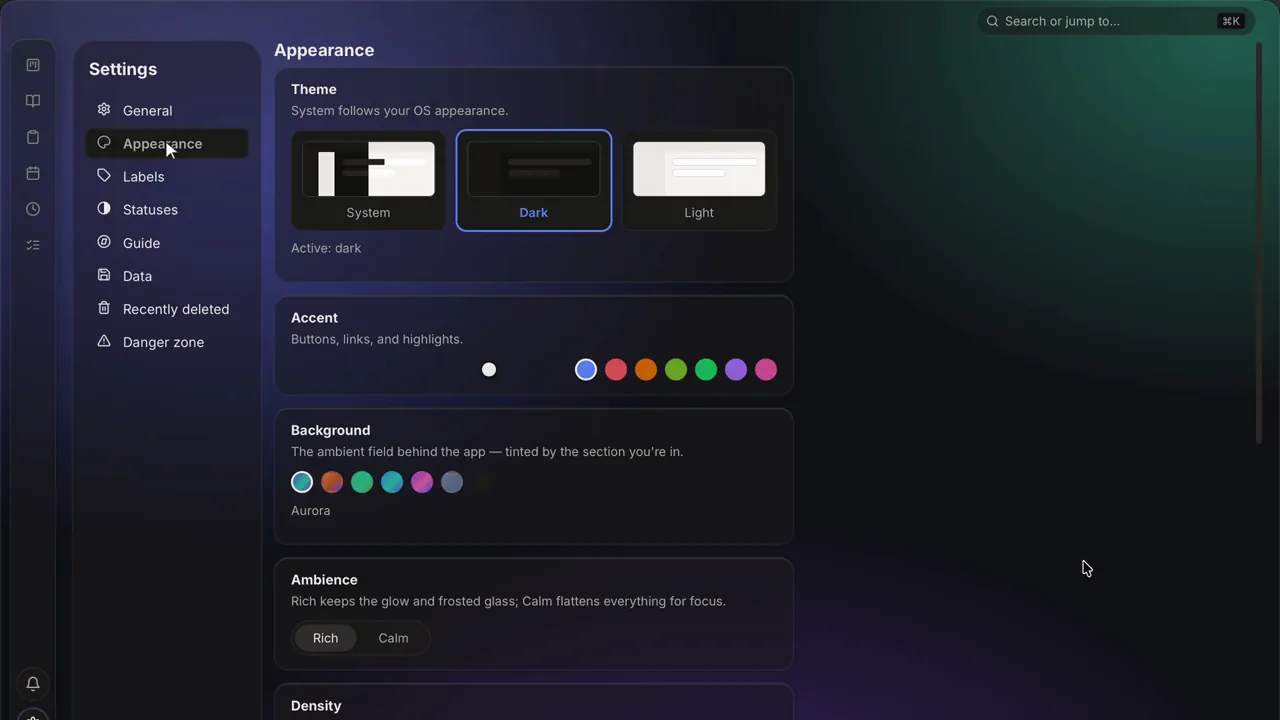 Search or jump to...
⌘K
Settings
General
Appearance
Labels
Statuses
Guide
Data
Recently deleted
Danger zone
Appearance
Theme
System follows your OS appearance.
System
Dark
Light
Active: dark
Accent
Buttons, links, and highlights.
Background
The ambient field behind the app — tinted by the section you're in.
Aurora
Ambience
Rich keeps the glow and frosted glass; Calm flattens everything for focus.
Rich
Calm
Density